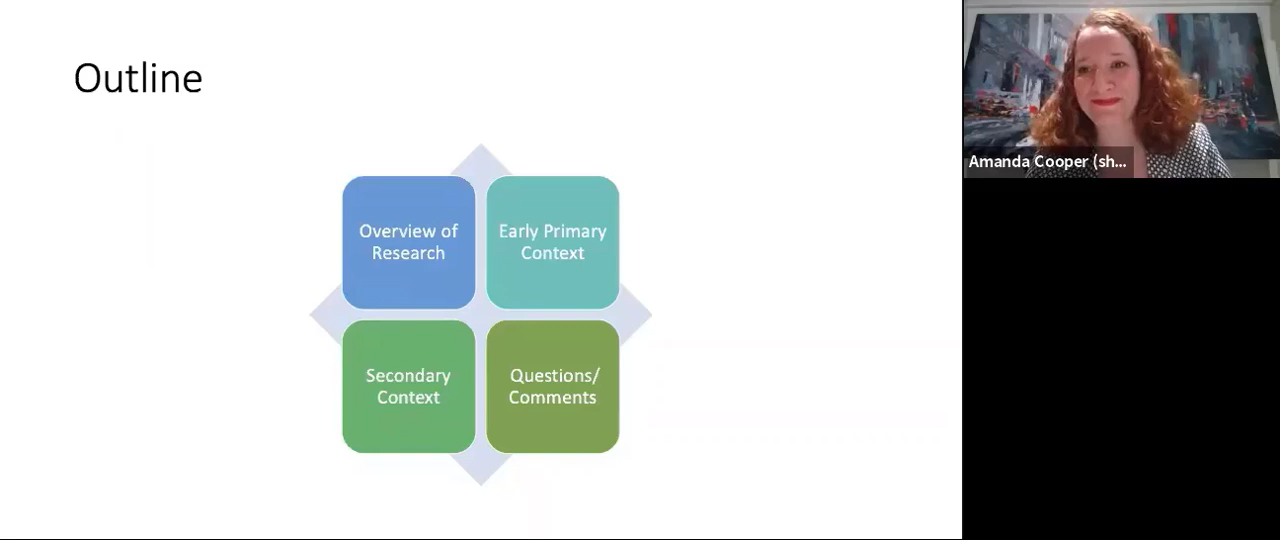 Outline
Overview of
Research
Early Primary
Context
Secondary
Context
Questions/
Comments
Amanda Cooper (sh...